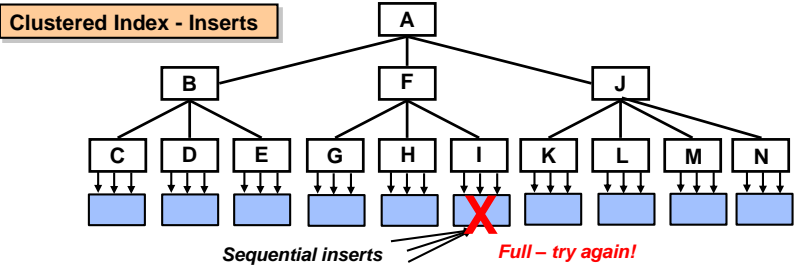 Clustered Index - Inserts
A
B F J
C D E G H I K L M N
X
Sequential inserts Full – try again!